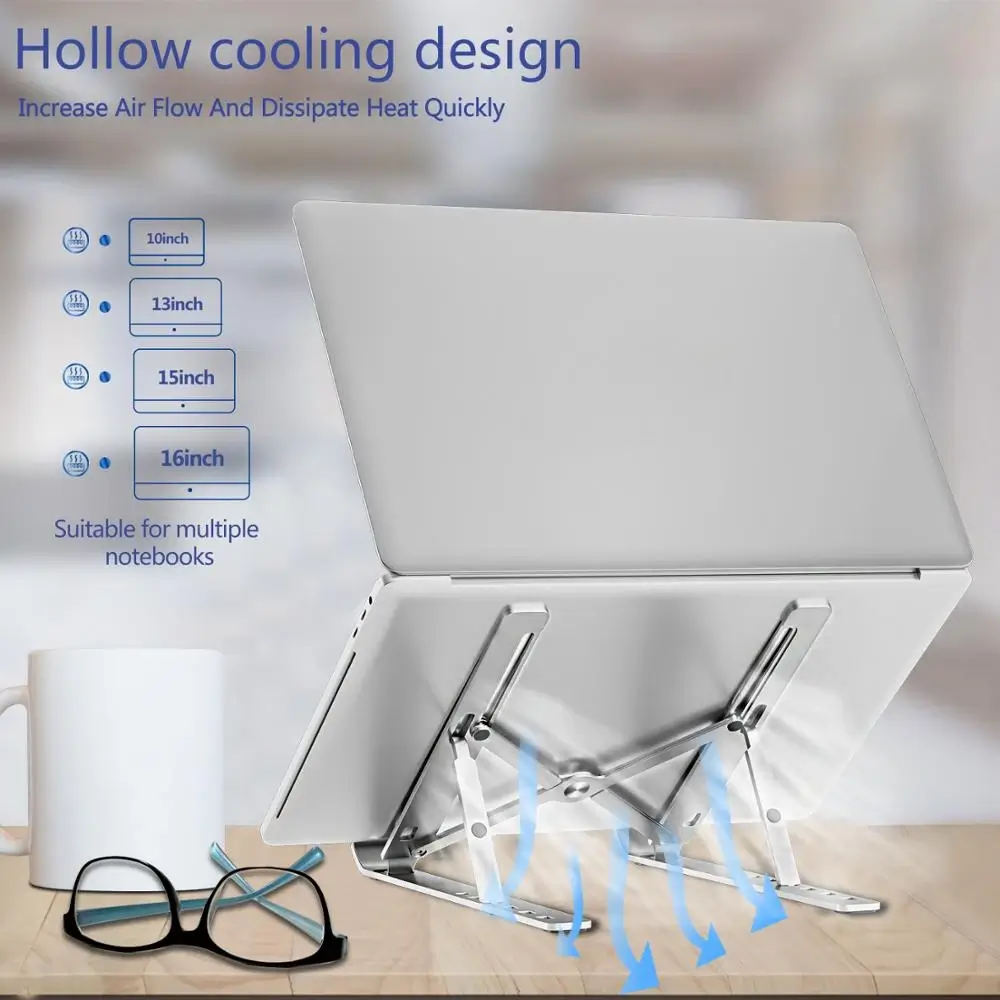 Hollow cooling design
Increase Air Flow And Dissipate Heat Quickly
10inch
13inch
15inch
16inch
Suitable for multiple
notebooks